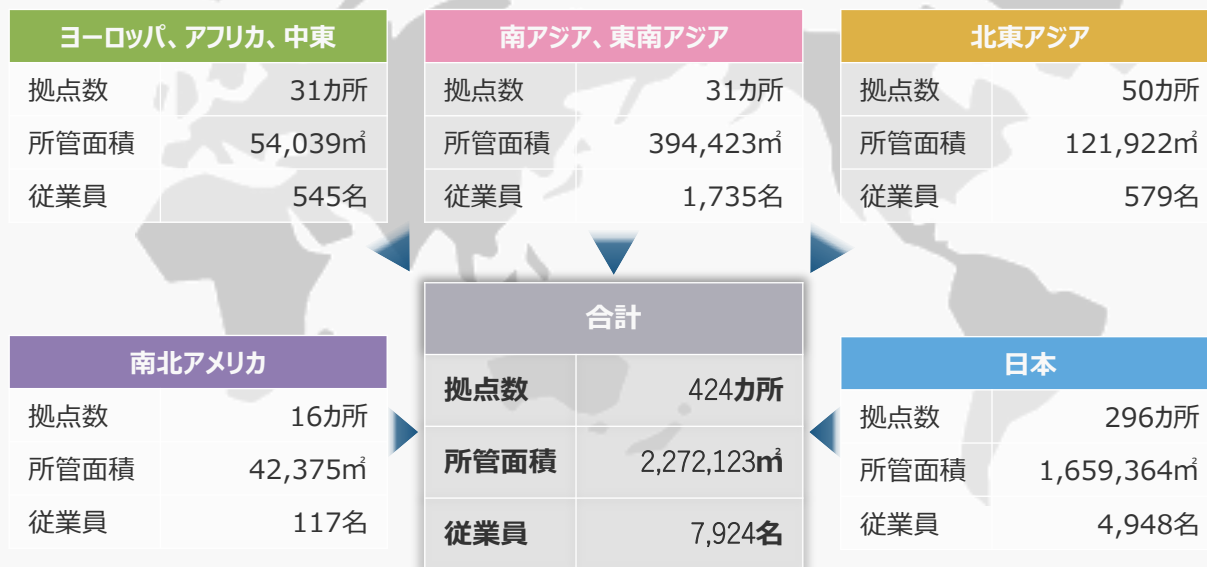 ヨーロッパ、アフリカ、中東
拠点数 31カ所
所管面積 54,039㎡
従業員 545名
南アジア、東南アジア
拠点数 31カ所
所管面積 394,423㎡
従業員 1,735名
北東アジア
拠点数 50カ所
所管面積 121,922㎡
従業員 579名
南北アメリカ
拠点数 16カ所
所管面積 42,375㎡
従業員 117名
合計
拠点数 424カ所
所管面積 2,272,123㎡
従業員 7,924名
日本
拠点数 296カ所
所管面積 1,659,364㎡
従業員 4,948名